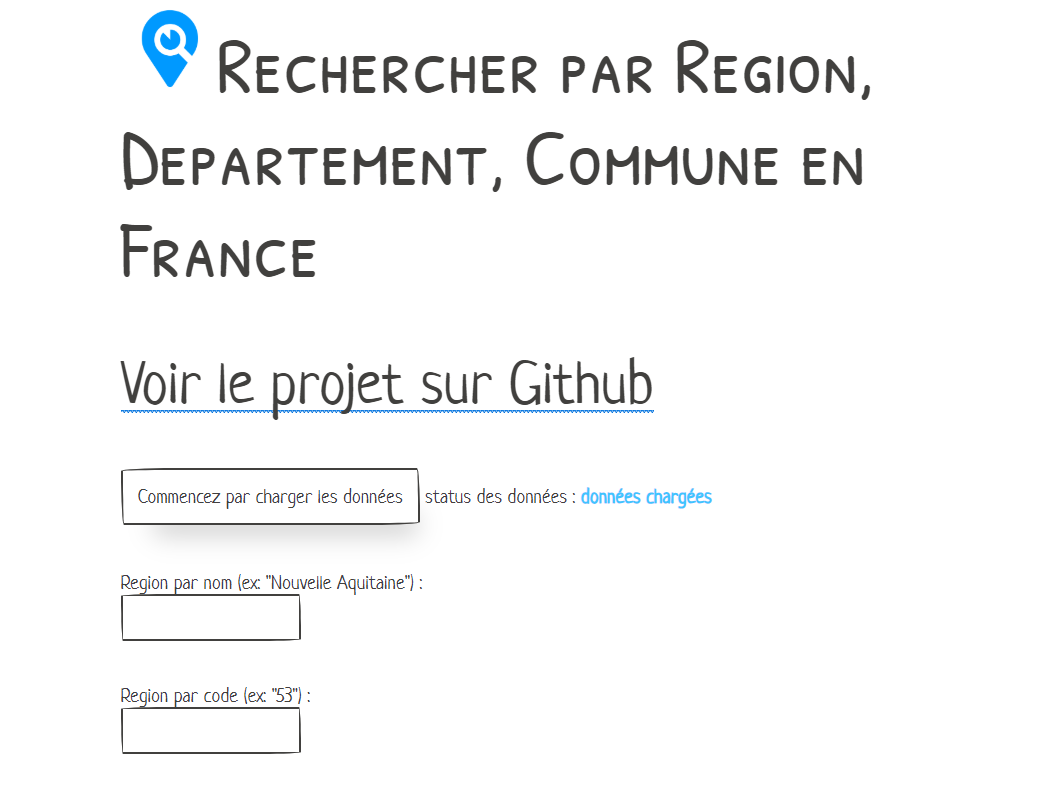 Rechercher par Region,
Departement, Commune en
France
Voir le projet sur Github
Commencez par charger les données status des données : données chargées
Region par nom (ex: "Nouvelle Aquitaine") :
Region par code (ex: "53") :